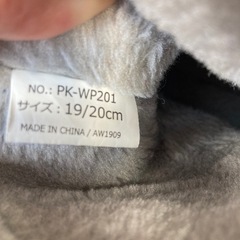 NO.: PK-WP201
サイズ : 19/20cm
MADE IN CHINA / AW1909